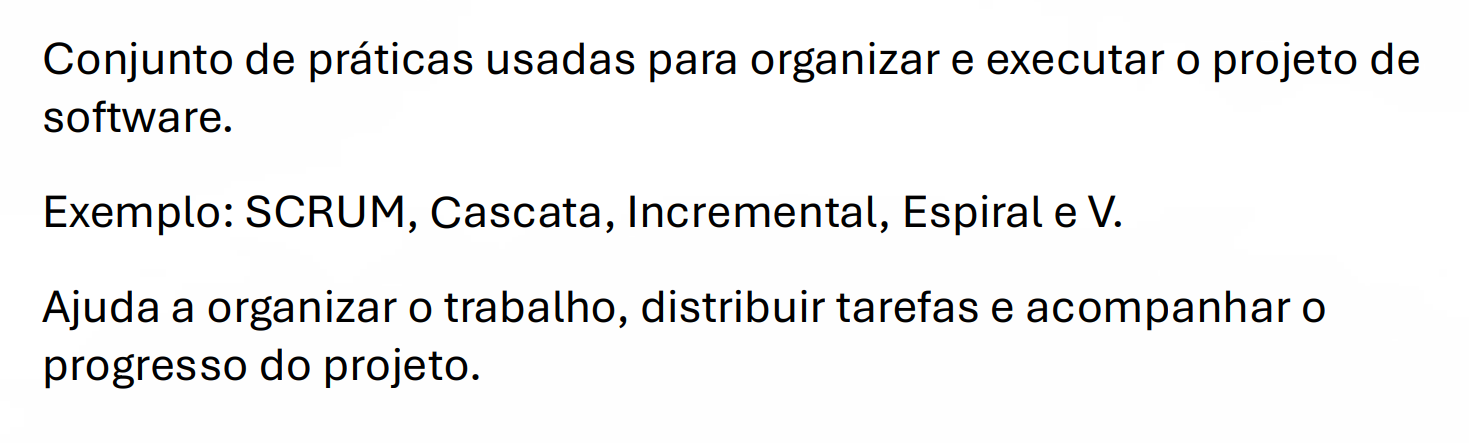 Conjunto de práticas usadas para organizar e executar o projeto de
software.
Exemplo: SCRUM, Cascata, Incremental, Espiral e V.
Ajuda a organizar o trabalho, distribuir tarefas e acompanhar o
progresso do projeto.